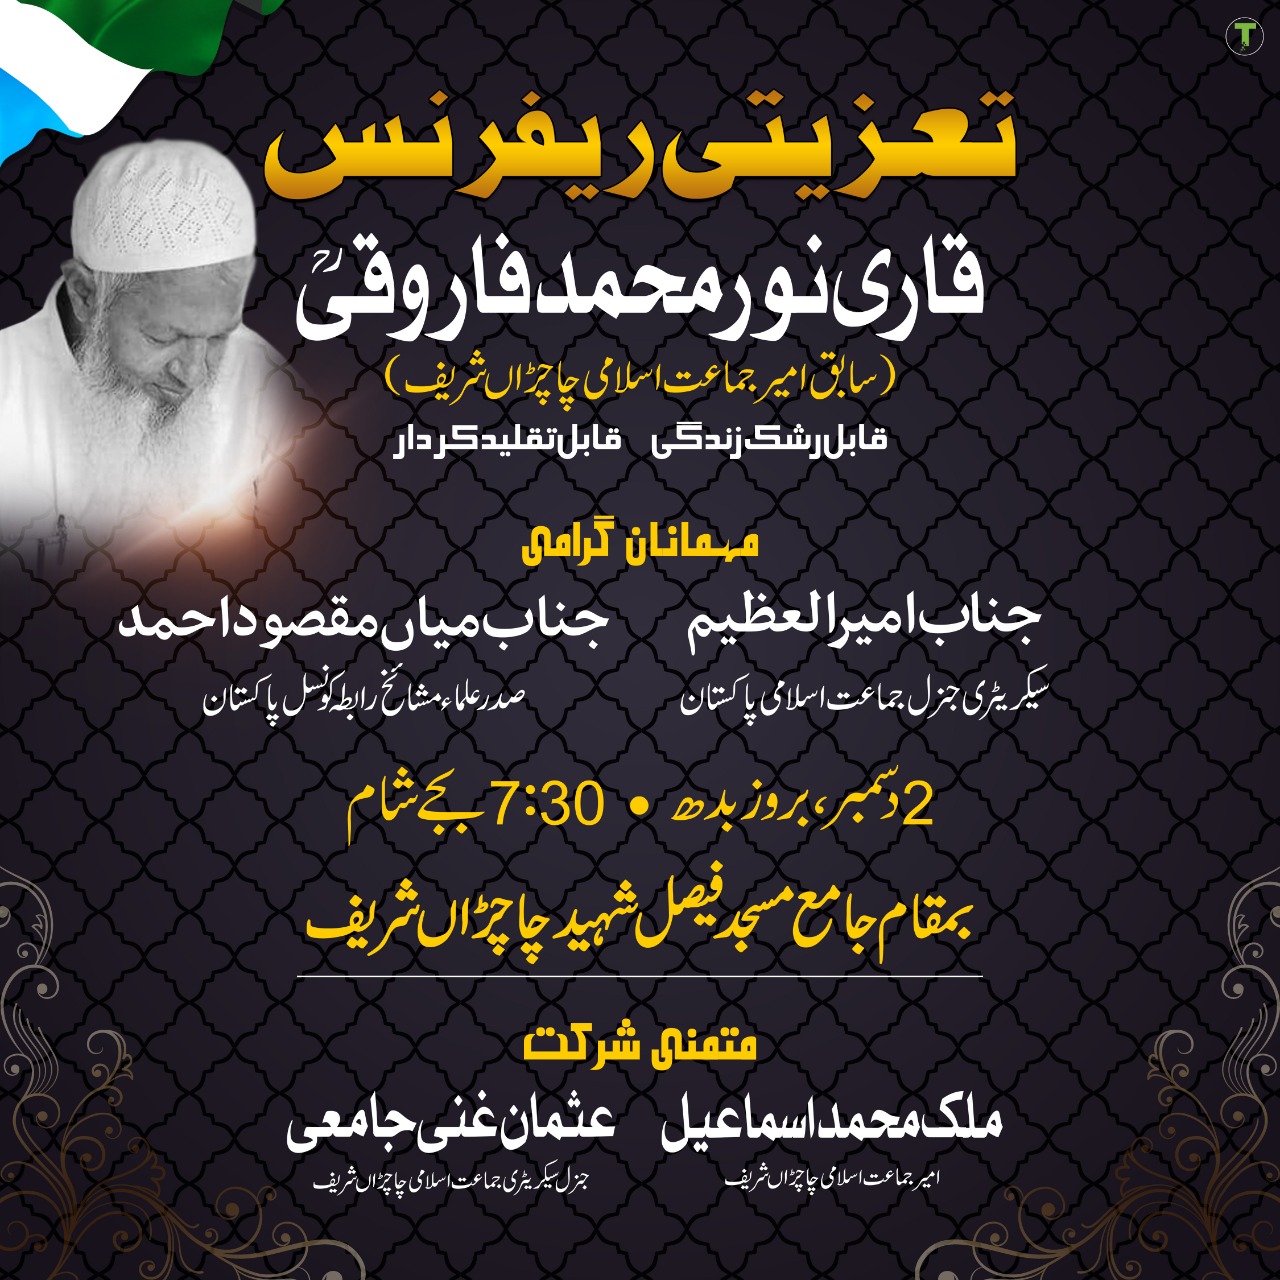 T
تعزیتی ریفرنس
قاری نور محمد فاروقیؒ
(سابق امیر جماعت اسلامی چاچڑاں شریف)
قابل رشک زندگی قابل تقلید کردار
مہمانان گرامی
جناب امیر العظیم
سیکریٹری جنرل جماعت اسلامی پاکستان
جناب میاں مقصود احمد
صدر علماء مشائخ رابطہ کونسل پاکستان
2 دسمبر، بروز بدھ • 7:30 بجے شام
بمقام جامع مسجد فیصل شہید چاچڑاں شریف
متمنی شرکت
ملک محمد اسماعیل
امیر جماعت اسلامی چاچڑاں شریف
عثمان غنی جامعی
جنرل سیکریٹری جماعت اسلامی چاچڑاں شریف